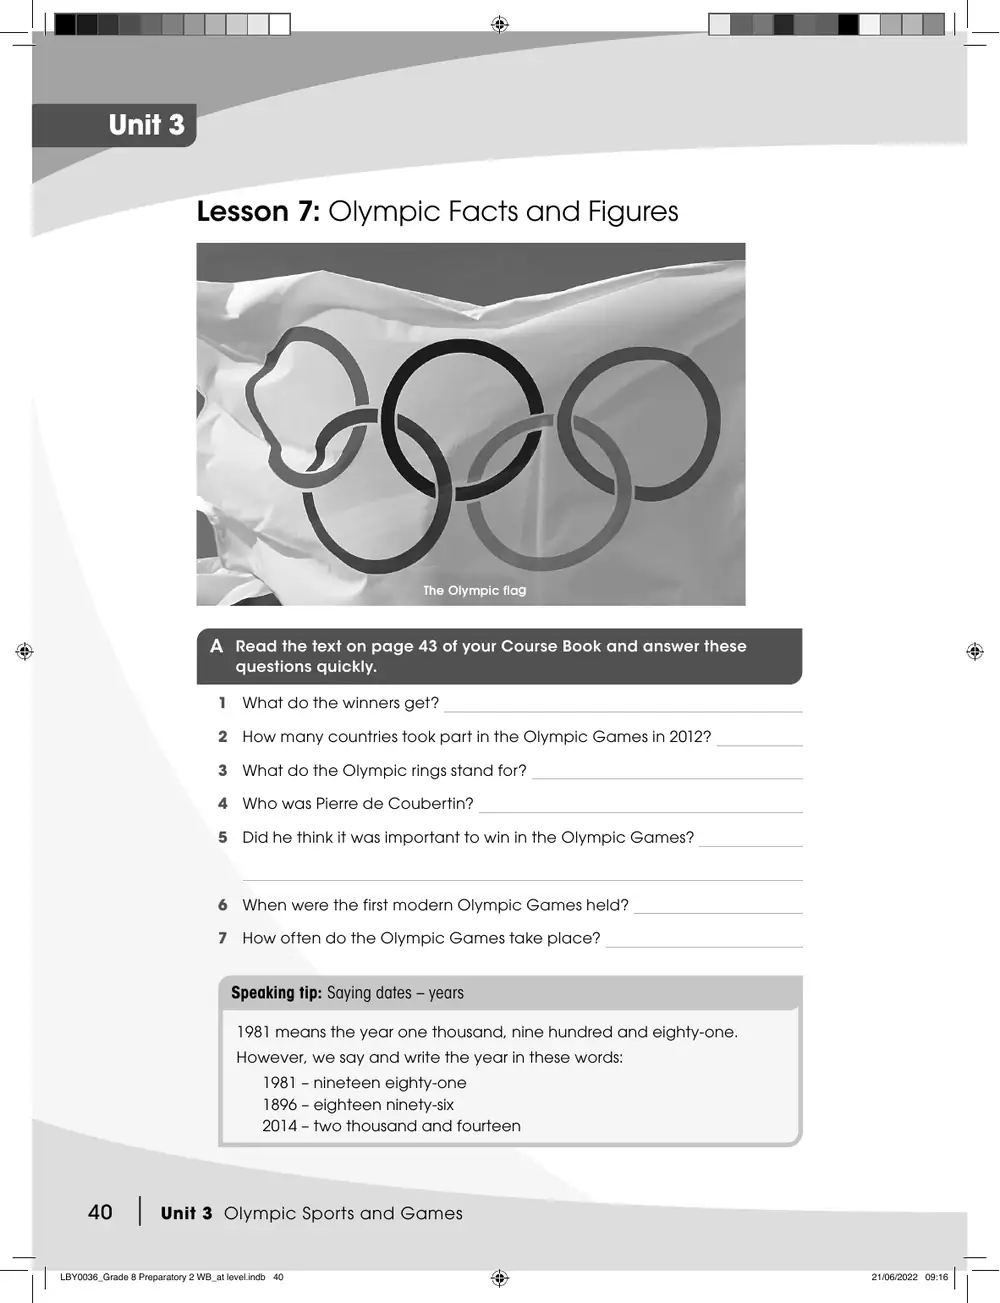 Unit 3
Lesson 7: Olympic Facts and Figures
The Olympic flag
A Read the text on page 43 of your Course Book and answer these
questions quickly.
1 What do the winners get?
2 How many countries took part in the Olympic Games in 2012?
3 What do the Olympic rings stand for?
4 Who was Pierre de Coubertin?
5 Did he think it was important to win in the Olympic Games?
6 When were the first modern Olympic Games held?
7 How often do the Olympic Games take place?
Speaking tip: Saying dates – years
1981 means the year one thousand, nine hundred and eighty-one.
However, we say and write the year in these words:
1981 – nineteen eighty-one
1896 – eighteen ninety-six
2014 – two thousand and fourteen
40 Unit 3 Olympic Sports and Games
LBY0036_Grade 8 Preparatory 2 WB_at level.indb 40 21/06/2022 09:16